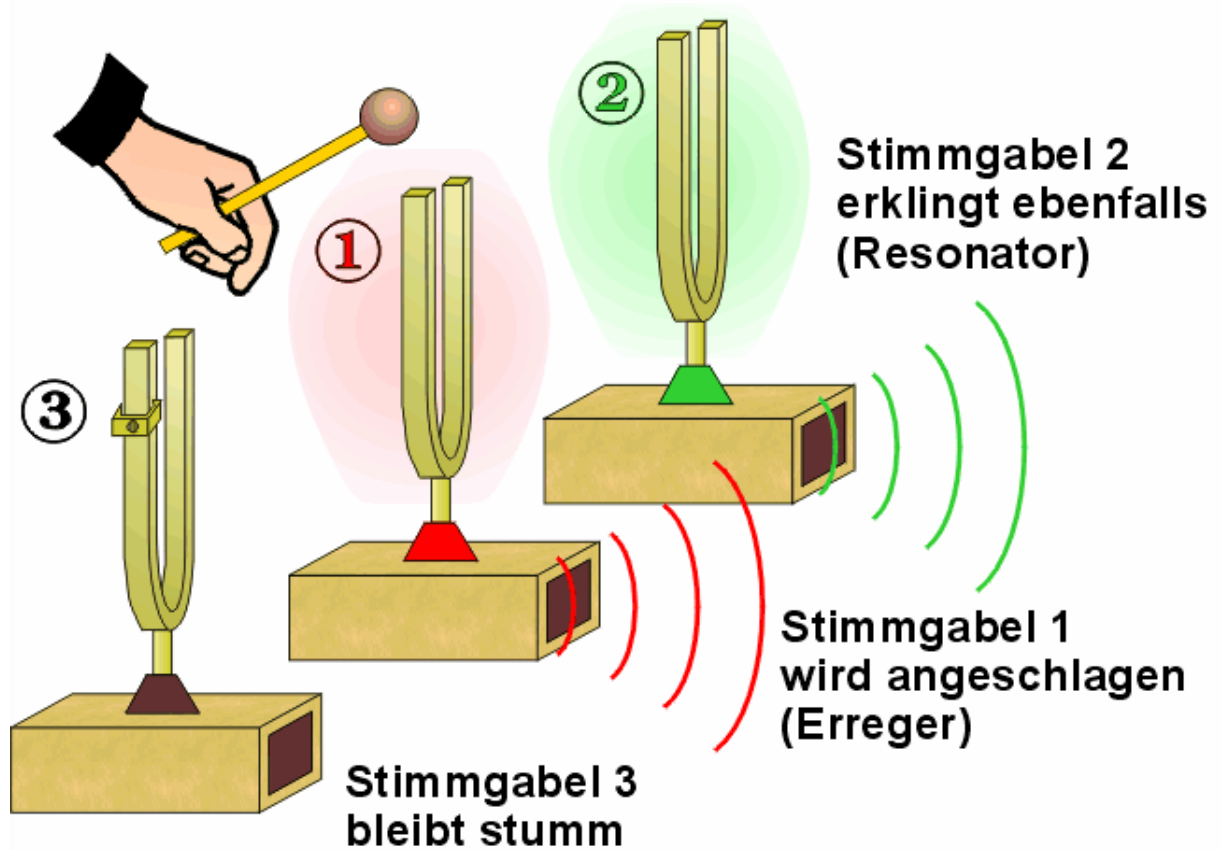 ②
Stimmgabel 2
erklingt ebenfalls
(Resonator)
①
③
Stimmgabel 1
wird angeschlagen
(Erreger)
Stimmgabel 3
bleibt stumm